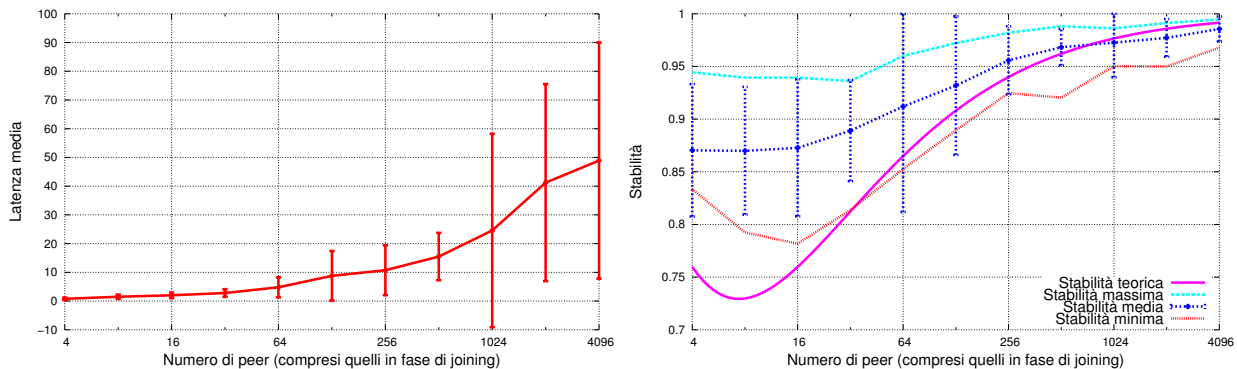 100
90
80
70
60
50
40
30
20
10
0
−10
Latenza media
4 16 64 256 1024 4096
Numero di peer (compresi quelli in fase di joining)
1
0.95
0.9
0.85
0.8
0.75
0.7
Stabilità
Stabilità teorica
Stabilità massima
Stabilità media
Stabilità minima
4 16 64 256 1024 4096
Numero di peer (compresi quelli in fase di joining)